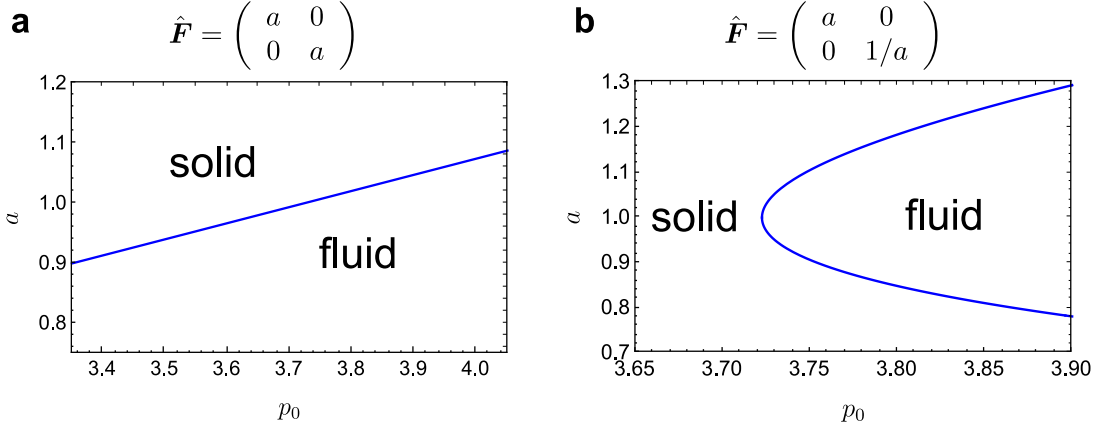 a
F̂ = ( a 0
0 a )
1.2
1.1
1.0
0.9
0.8
a
solid
fluid
3.4 3.5 3.6 3.7 3.8 3.9 4.0
p₀
b
F̂ = ( a 0
0 1/a )
1.3
1.2
1.1
1.0
0.9
0.8
0.7
a
solid
fluid
3.65 3.70 3.75 3.80 3.85 3.90
p₀